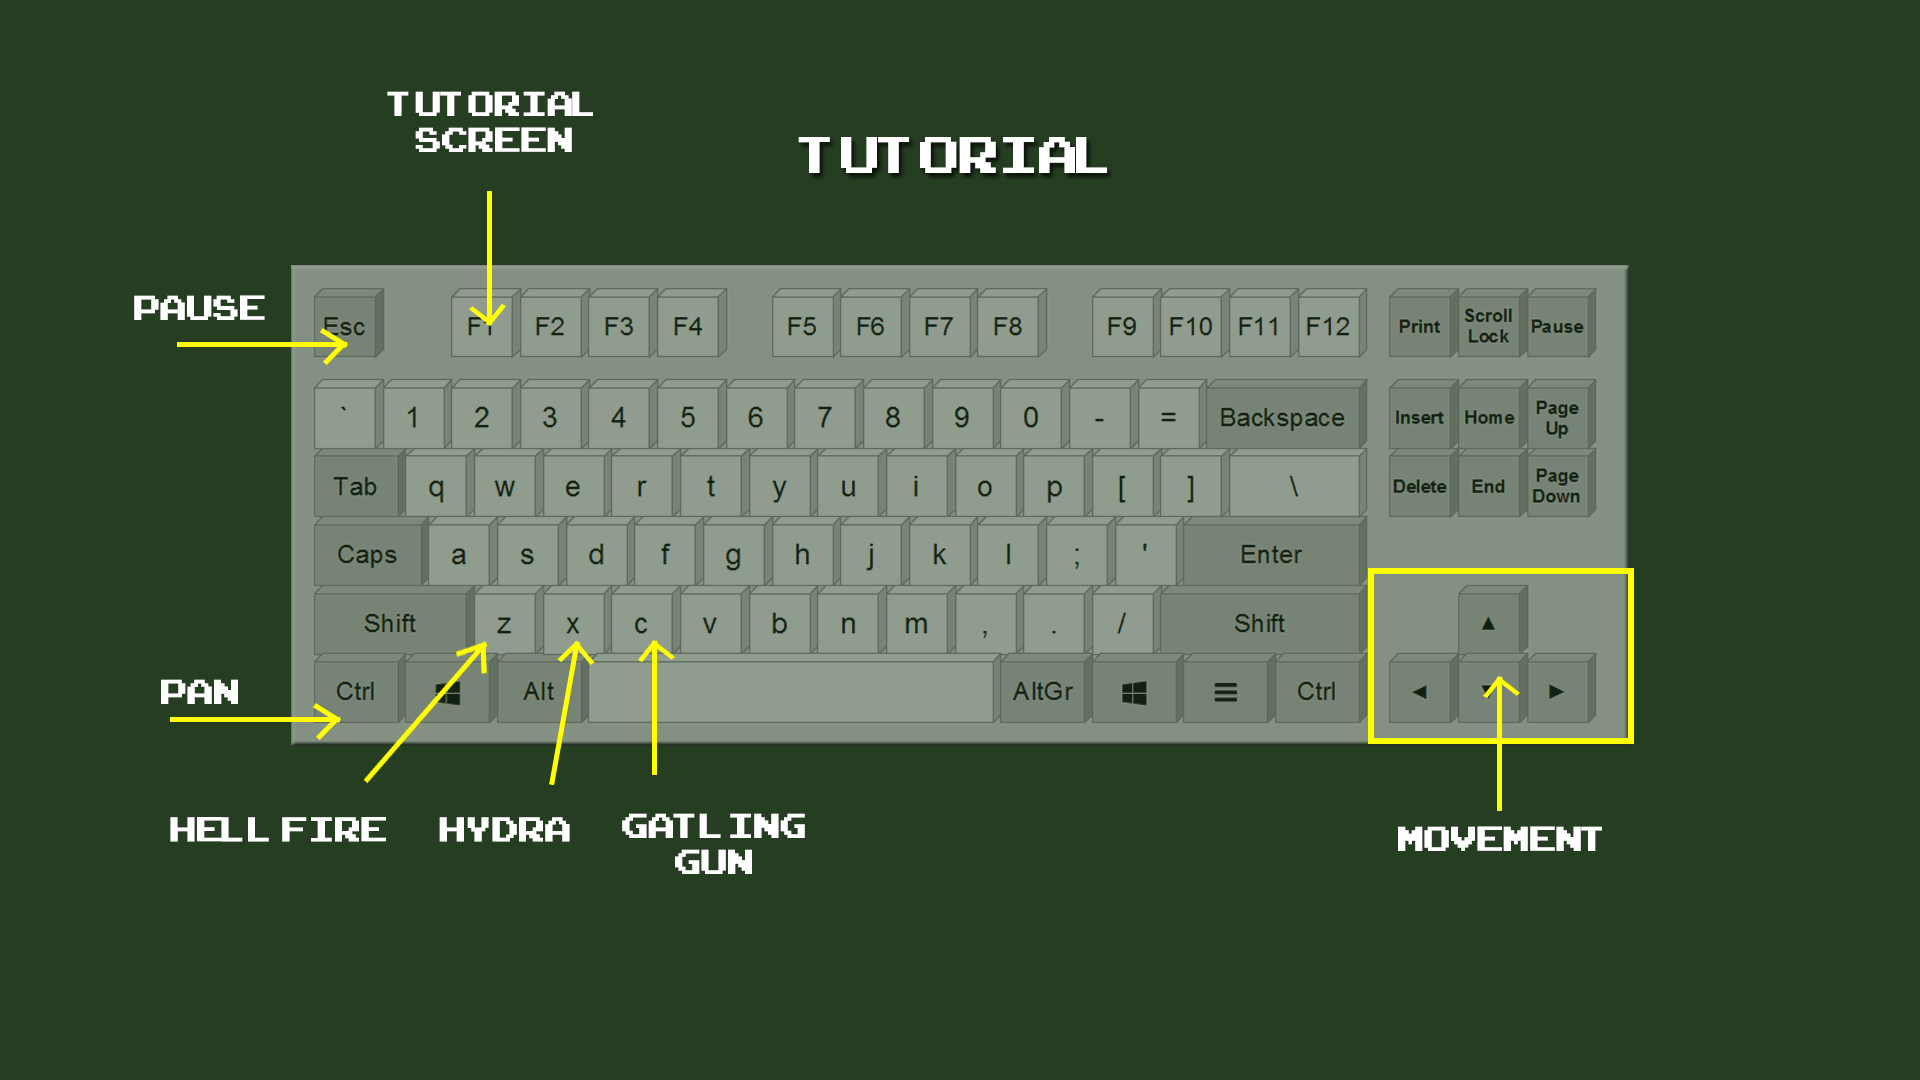 TUTORIAL
SCREEN
TUTORIAL
PAUSE
Esc F1 F2 F3 F4 F5 F6 F7 F8 F9 F10 F11 F12 Print Scroll Lock Pause
` 1 2 3 4 5 6 7 8 9 0 - = Backspace Insert Home Page Up
Tab q w e r t y u i o p [ ] \ Delete End Page Down
Caps a s d f g h j k l ; ' Enter
Shift z x c v b n m , . / Shift ▲
PAN
Ctrl Alt AltGr Ctrl ◄ ▼ ►
HELLFIRE
HYDRA
GATLING
GUN
MOVEMENT